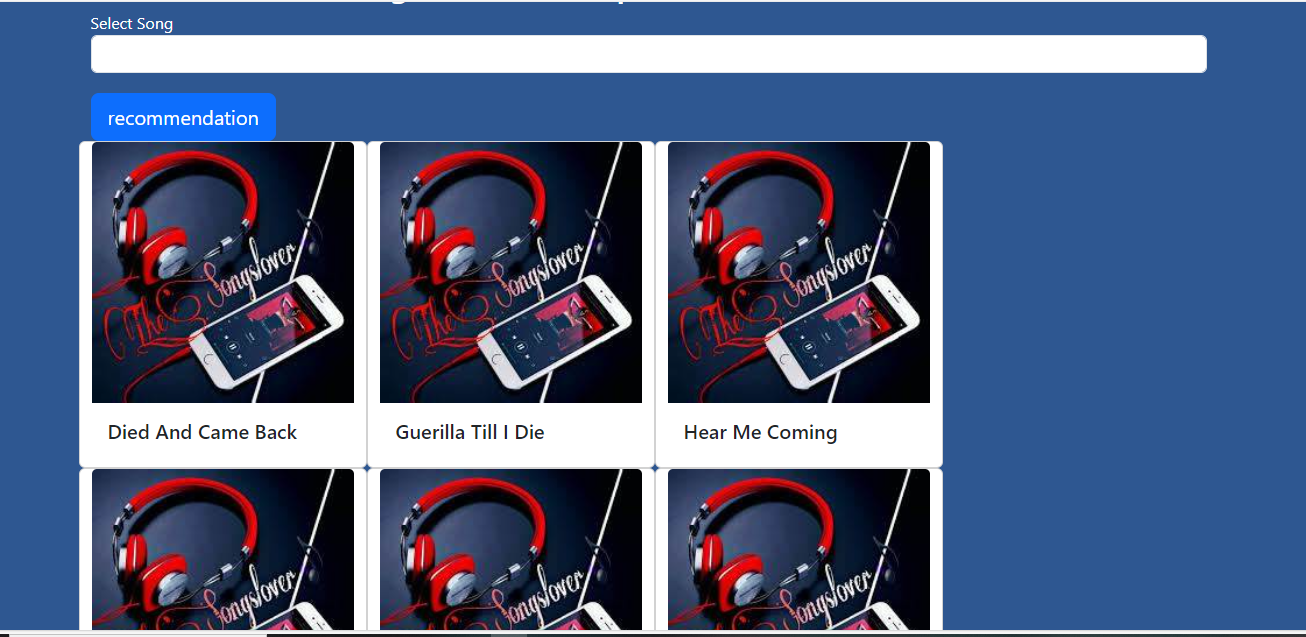 Select Song
recommendation
The Songslover
The Songslover
The Songslover
Died And Came Back
Guerilla Till I Die
Hear Me Coming
Songslover
Songslover
Songslover